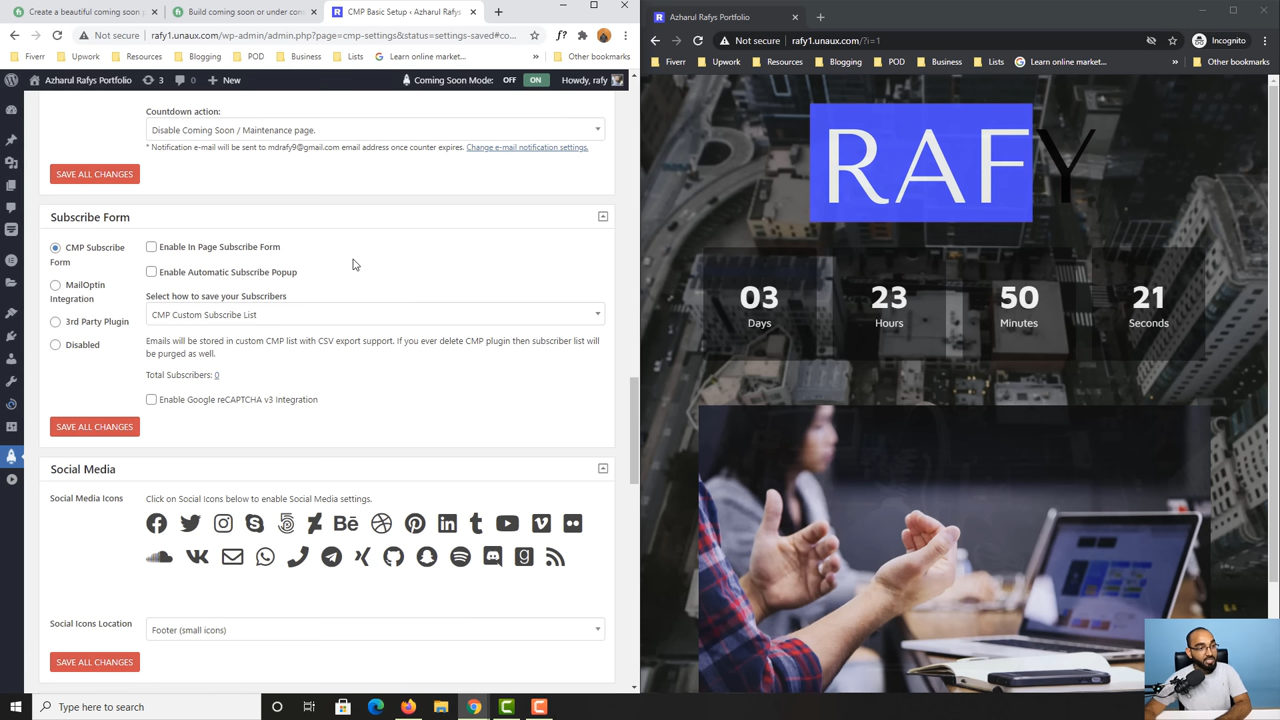 Create a beautiful coming soon
Build coming soon or under con
CMP Basic Setup ‹ Azharul Rafys
Not secure
rafy1.unaux.com/wp-admin/admin.php?page=cmp-settings&status=settings-saved#co...
Fiverr
Upwork
Resources
Blogging
POD
Business
Lists
Learn online market...
Other bookmarks
Azharul Rafys Portfolio
3
0
New
Coming Soon Mode:
OFF
ON
Howdy, rafy
Countdown action:
Disable Coming Soon / Maintenance page.
* Notification e-mail will be sent to mdrafy9@gmail.com email address once counter expires. Change e-mail notification settings.
SAVE ALL CHANGES
Subscribe Form
CMP Subscribe
Form
MailOptin
Integration
3rd Party Plugin
Disabled
Enable In Page Subscribe Form
Enable Automatic Subscribe Popup
Select how to save your Subscribers
CMP Custom Subscribe List
Emails will be stored in custom CMP list with CSV export support. If you ever delete CMP plugin then subscriber list will
be purged as well.
Total Subscribers: 0
Enable Google reCAPTCHA v3 Integration
SAVE ALL CHANGES
Social Media
Social Media Icons
Click on Social Icons below to enable Social Media settings.
Social Icons Location
Footer (small icons)
SAVE ALL CHANGES
Azharul Rafys Portfolio
Not secure
rafy1.unaux.com/?i=1
Incognito
Fiverr
Upwork
Resources
Blogging
POD
Business
Lists
Learn online market...
Other bookmarks
RAFY
03
23
50
21
Days
Hours
Minutes
Seconds
Type here to search